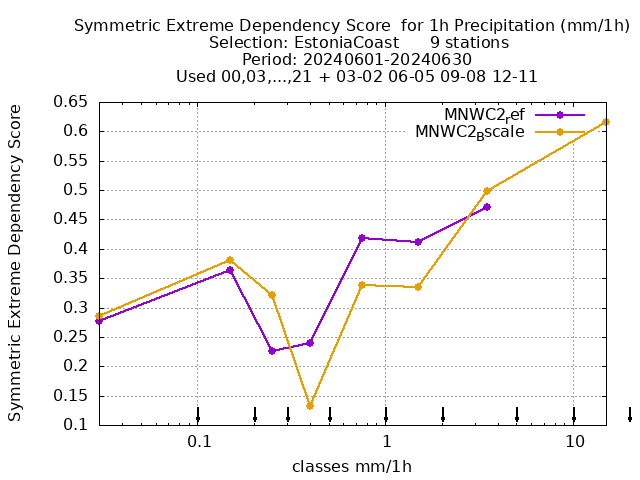 Symmetric Extreme Dependency Score  for 1h Precipitation (mm/1h)
Selection: EstoniaCoast      9 stations
Period: 20240601-20240630
Used 00,03,...,21 + 03-02 06-05 09-08 12-11
MNWC2ref
MNWC2Bscale
Symmetric Extreme Dependency Score
0.65
0.6
0.55
0.5
0.45
0.4
0.35
0.3
0.25
0.2
0.15
0.1
0.1 1 10
classes mm/1h